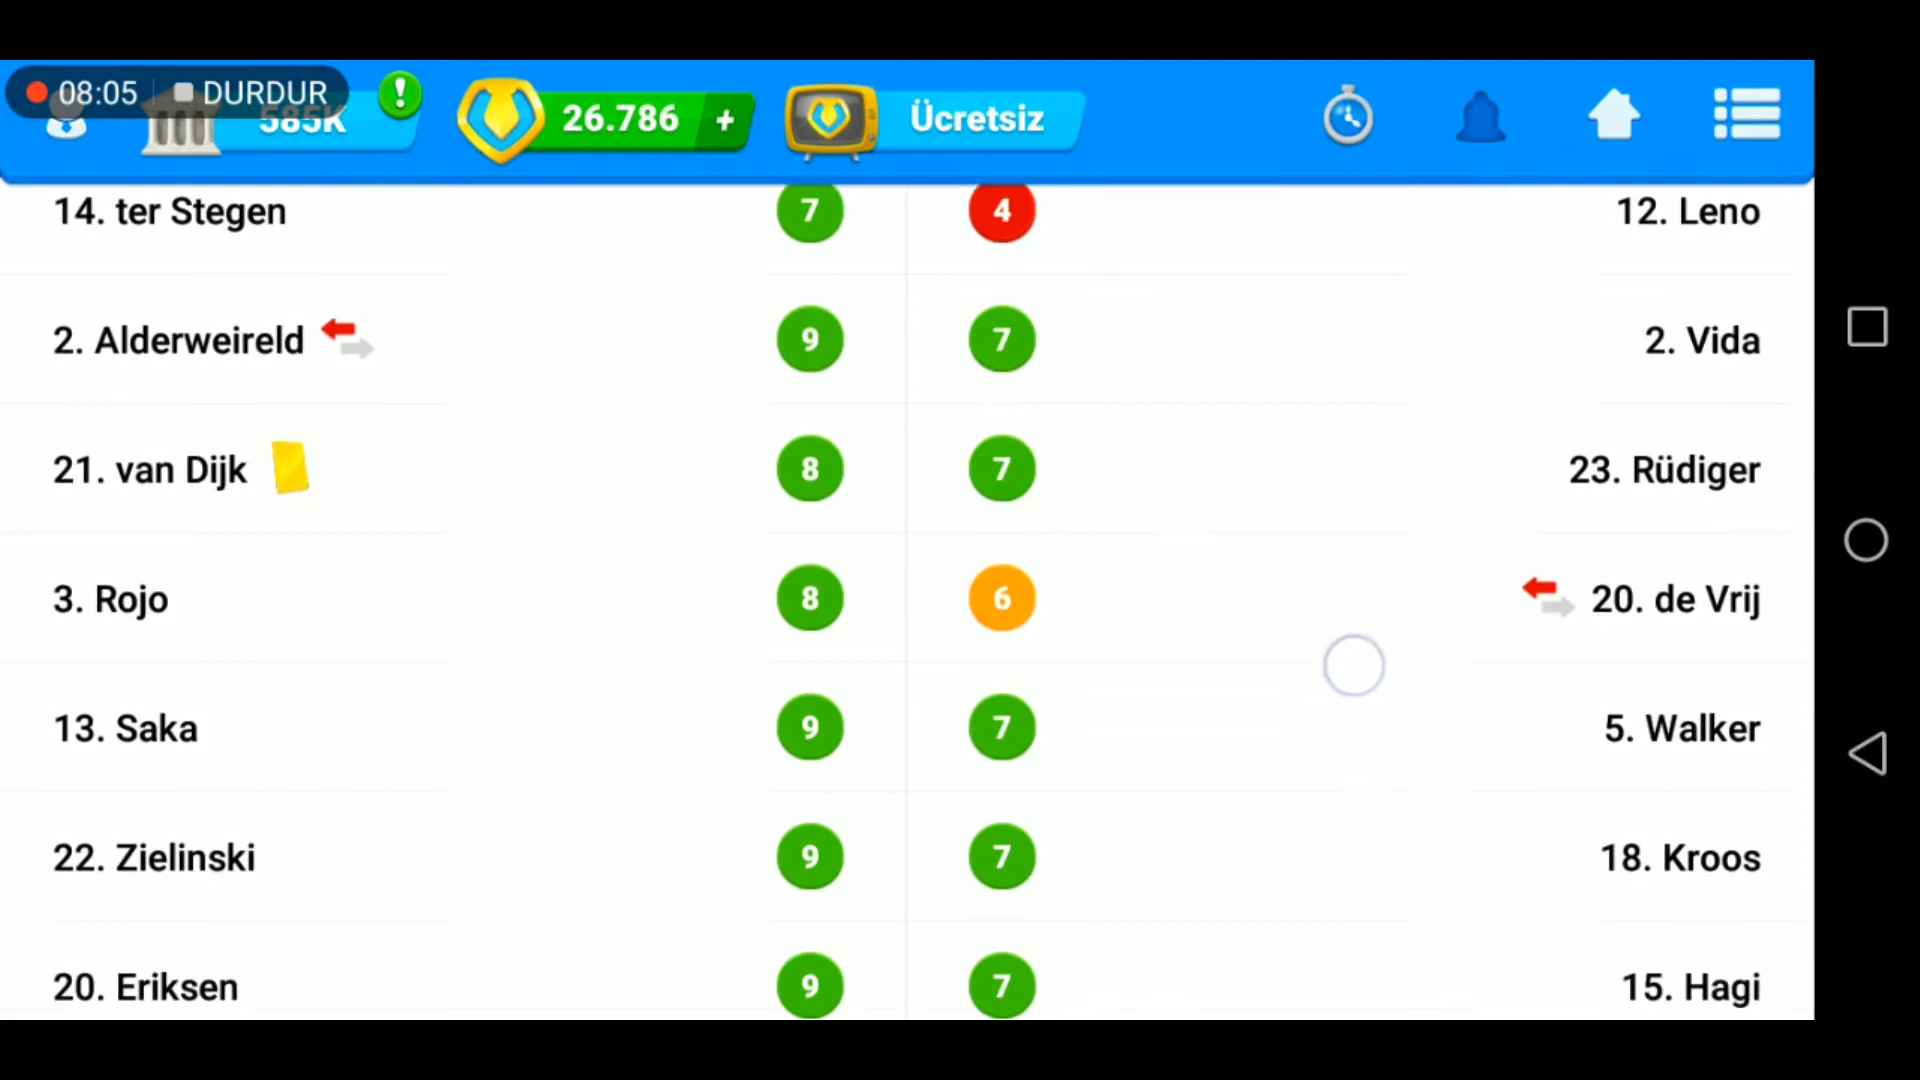 08:05 DURDUR
585K
!
26.786 +
Ücretsiz
14. ter Stegen 7 4 12. Leno
2. Alderweireld 9 7 2. Vida
21. van Dijk 8 7 23. Rüdiger
3. Rojo 8 6 20. de Vrij
13. Saka 9 7 5. Walker
22. Zielinski 9 7 18. Kroos
20. Eriksen 9 7 15. Hagi